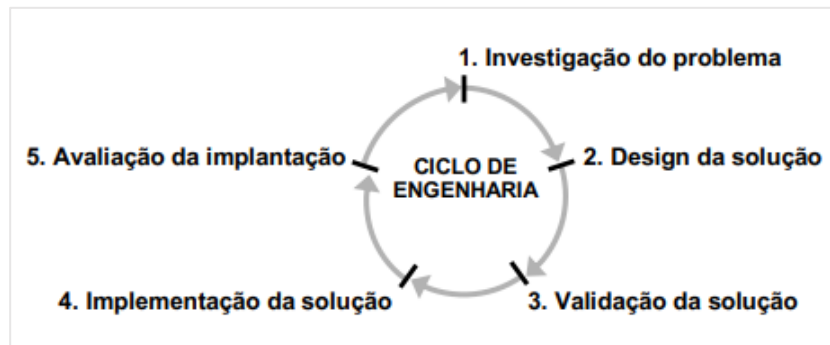 1. Investigação do problema
2. Design da solução
3. Validação da solução
4. Implementação da solução
5. Avaliação da implantação
CICLO DE
ENGENHARIA